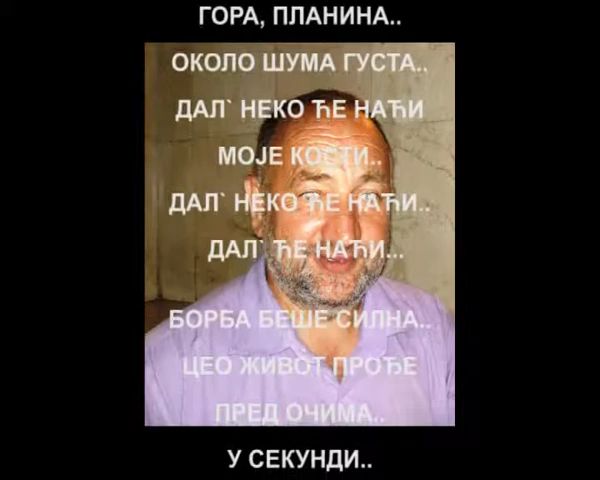 ГОРА, ПЛАНИНА..
ОКОЛО ШУМА ГУСТА..
ДАЛ` НЕКО ЋЕ НАЋИ
МОЈЕ КОСТИ..
ДАЛ` НЕКО ЋЕ НАЋИ..
ДАЛ` ЋЕ НАЋИ...
БОРБА БЕШЕ СИЛНА..
ЦЕО ЖИВОТ ПРОЂЕ
ПРЕД ОЧИМА..
У СЕКУНДИ..